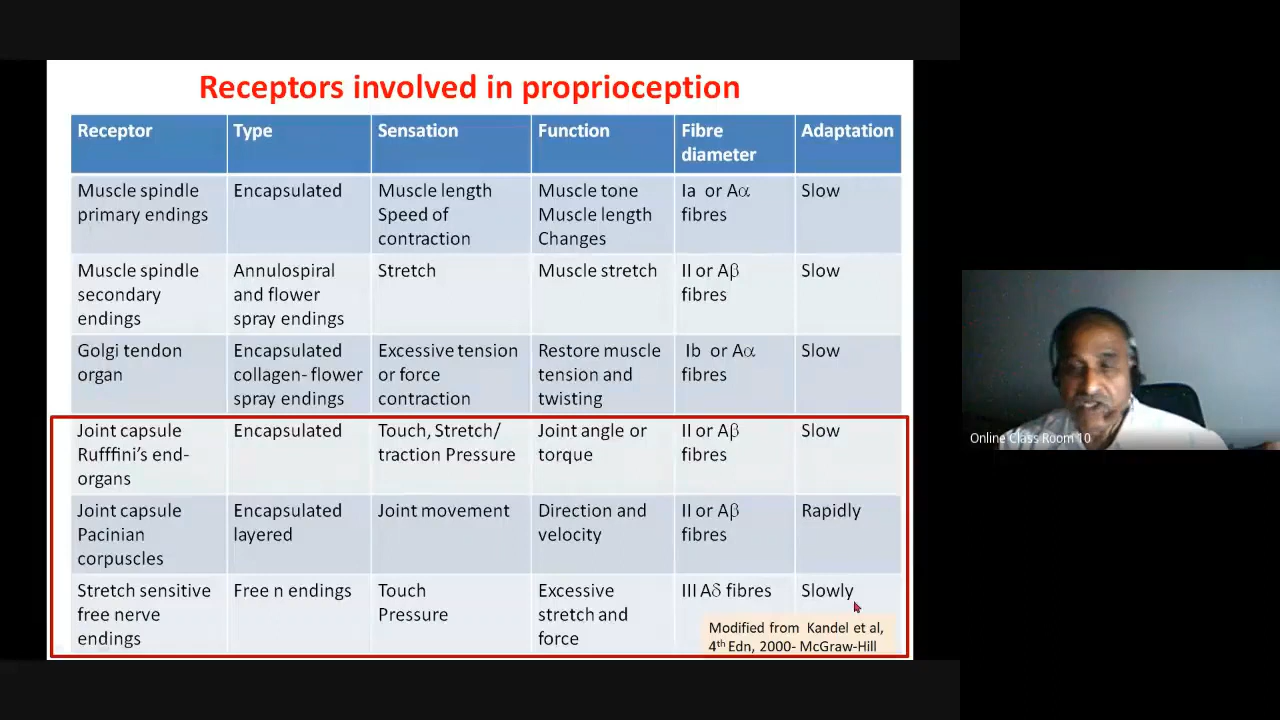 Receptors involved in proprioception
Receptor
Type
Sensation
Function
Fibre
diameter
Adaptation
Muscle spindle
primary endings
Encapsulated
Muscle length
Speed of
contraction
Muscle tone
Muscle length
Changes
Ia or Aα
fibres
Slow
Muscle spindle
secondary
endings
Annulospiral
and flower
spray endings
Stretch
Muscle stretch
II or Aβ
fibres
Slow
Golgi tendon
organ
Encapsulated
collagen- flower
spray endings
Excessive tension
or force
contraction
Restore muscle
tension and
twisting
Ib or Aα
fibres
Slow
Joint capsule
Rufffini’s end-
organs
Encapsulated
Touch, Stretch/
traction Pressure
Joint angle or
torque
II or Aβ
fibres
Slow
Joint capsule
Pacinian
corpuscles
Encapsulated
layered
Joint movement
Direction and
velocity
II or Aβ
fibres
Rapidly
Stretch sensitive
free nerve
endings
Free n endings
Touch
Pressure
Excessive
stretch and
force
III Aδ fibres
Slowly
Modified from Kandel et al,
4th Edn, 2000- McGraw-Hill
Online Class Room 10